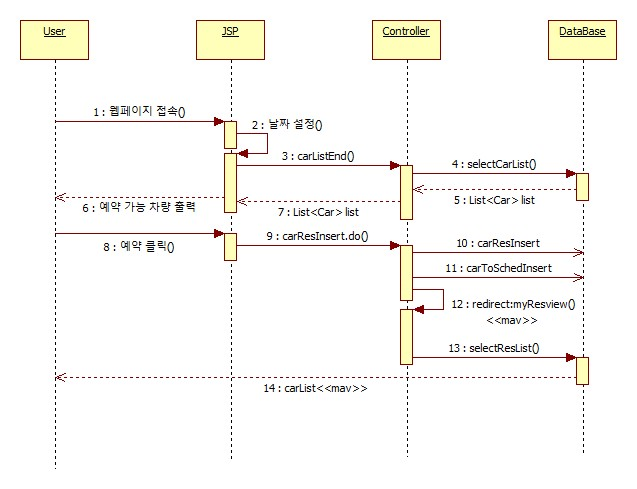 User
JSP
Controller
DataBase
1 : 웹페이지 접속()
2 : 날짜 설정()
3 : carListEnd()
4 : selectCarList()
5 : List<Car> list
6 : 예약 가능 차량 출력
7 : List<Car> list
8 : 예약 클릭()
9 : carResInsert.do()
10 : carResInsert
11 : carToSchedInsert
12 : redirect:myResview()
<<mav>>
13 : selectResList()
14 : carList<<mav>>